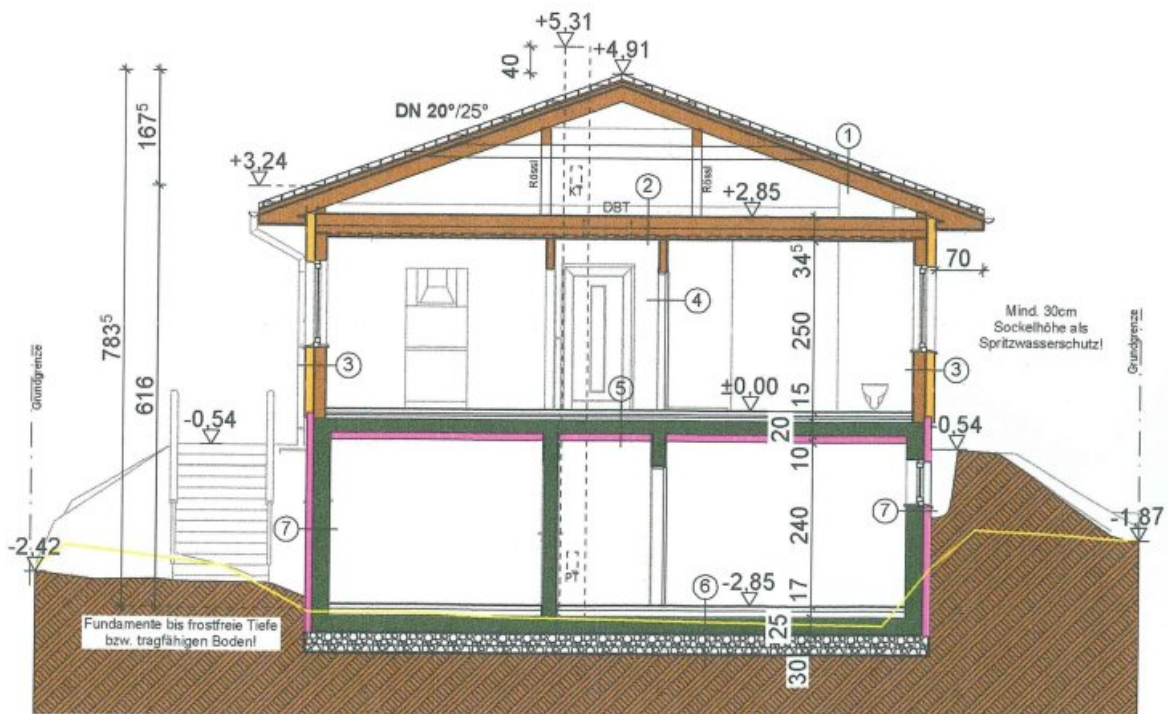 +5,31
+4,91
40
DN 20°/25°
167⁵
+3,24
Rössl
KT
Rössl
1
2
+2,85
DBT
34⁵
70
Mind. 30cm
Sockelhöhe als
Spritzwasserschutz!
Grundgrenze
Grundgrenze
783⁵
616
250
4
3
3
5
±0,00
15
-0,54
20
-0,54
10
7
7
240
-1,87
-2,42
PT
6
-2,85
17
Fundamente bis frostfreie Tiefe
bzw. tragfähigen Boden!
25
30